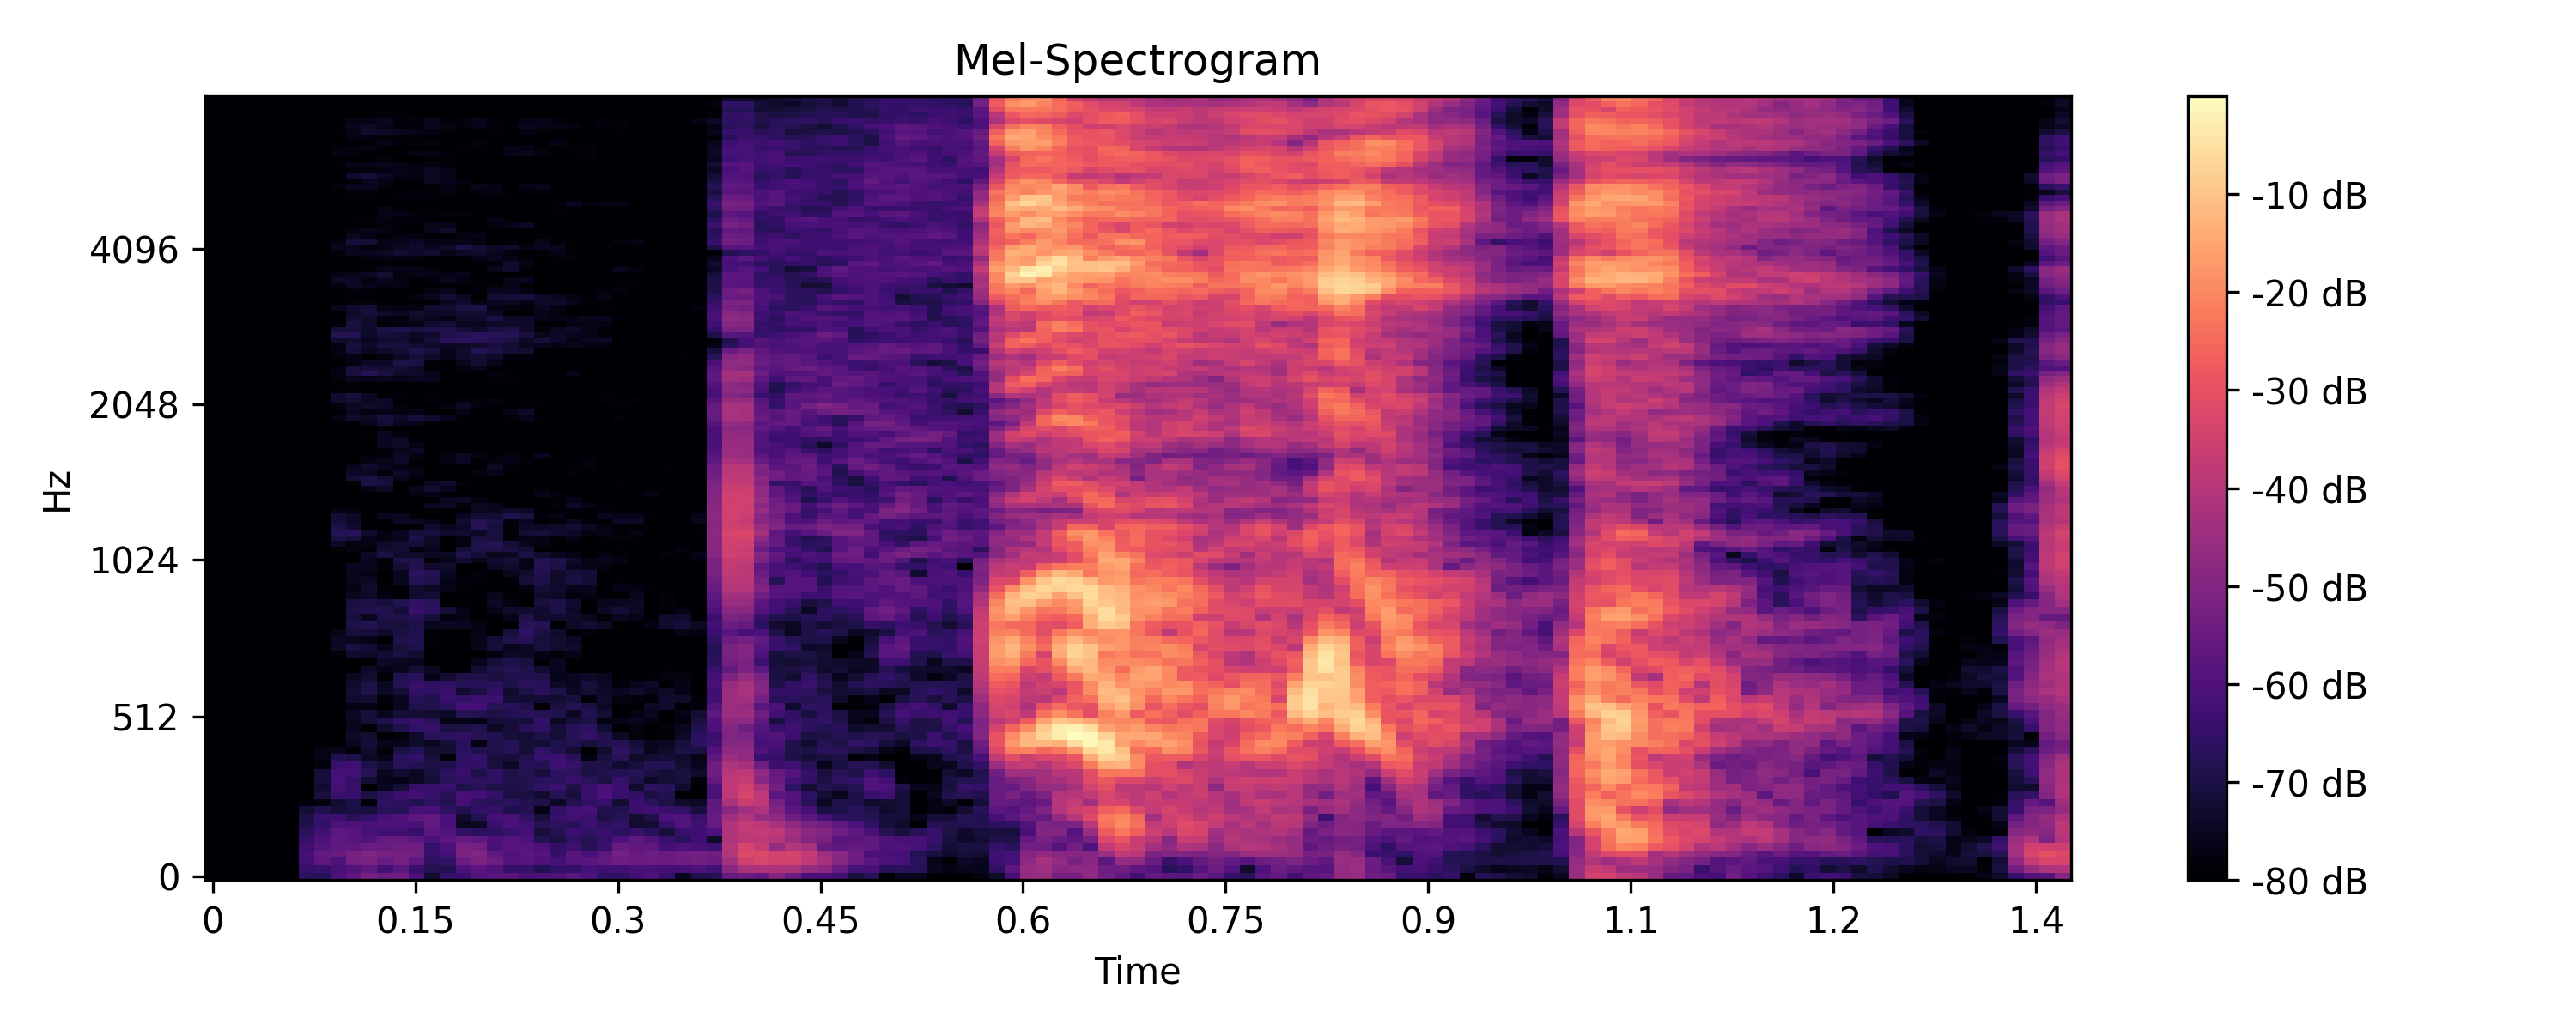 Mel-Spectrogram
Hz
4096
2048
1024
512
0
0 0.15 0.3 0.45 0.6 0.75 0.9 1.1 1.2 1.4
Time
-10 dB
-20 dB
-30 dB
-40 dB
-50 dB
-60 dB
-70 dB
-80 dB